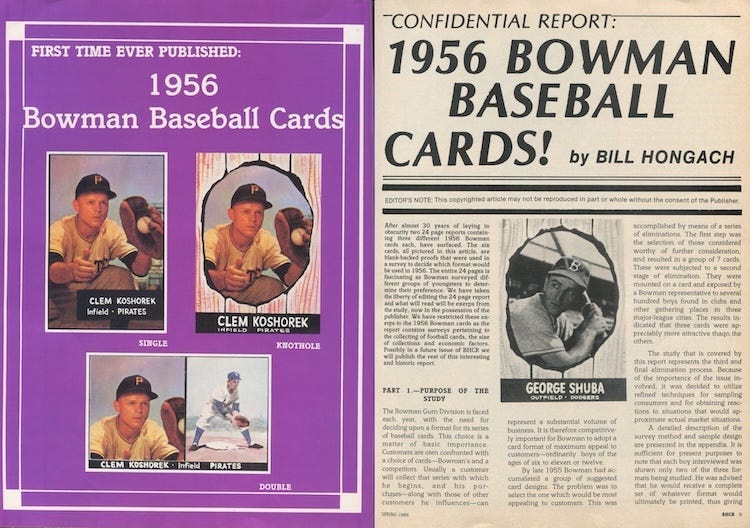 FIRST TIME EVER PUBLISHED:
1956
Bowman Baseball Cards
P
CLEM KOSHOREK
Infield · PIRATES
SINGLE
P
CLEM KOSHOREK
INFIELD PIRATES
KNOTHOLE
P
CLEM KOSHOREK · Infield PIRATES
DOUBLE
CONFIDENTIAL REPORT:
1956 BOWMAN
BASEBALL
CARDS! by BILL HONGACH
EDITOR'S NOTE: This copyrighted article may not be reproduced in part or whole without the consent of the Publisher.
After almost 30 years of laying in
obscurity two 24 page reports contain-
ing three different 1956 Bowman
cards each, have surfaced. The six
cards, all pictured in this article, are
blank-backed proofs that were used in
a survey to decide which format would
be used in 1956. The entire 24 pages is
fascinating as Bowman surveyed dif-
ferent groups of youngsters to deter-
mine their preference. We have taken
the liberty of editing the 24 page report
and what will read will be exerps from
the study, now in the possession of the
publisher. We have restricted these ex-
erps to the 1956 Bowman cards as the
report contains surveys pertaining to
the collecting of football cards, the size
of collections and economic factors.
Possibly in a future issue of BHCR we
will publish the rest of this interesting
and historic report.
PART 1.—PURPOSE OF THE
STUDY
The Bowman Gum Division is faced
each year, with the need for
deciding upon a format for its series
of baseball cards. This choice is a
matter of basic importance.
Customers are often confronted with
a choice of cards—Bowman's and a
competitors. Usually a customer
will collect that series with which
he begins, and his pur-
chases—along with those of other
customers he influences—can
SPRING 1984
B
GEORGE SHUBA
OUTFIELD · DODGERS
represent a substantial volume of
business. It is therefore competitive-
ly important for Bowman to adopt a
card format of maximum appeal to
customers—ordinarily boys of the
ages of six to eleven or twelve.
By late 1955 Bowman had ac-
cumulated a group of suggested
card designs. The problem was to
select the one which would be most
appealing to customers. This was
accomplished by means of a series
of eliminations. The first step was
the selection of those considered
worthy of further consideration,
and resulted in a group of 7 cards.
These were subjected to a second
stage of elimination. They were
mounted on a card and exposed by
a Bowman representative to several
hundred boys found in clubs and
other gathering places in three
major-league cities. The results in-
dicated that three cards were ap-
preciably more attractive thaqn the
others.
The study that is covered by
this report represents the third and
final elimination process. Because
of the importance of the issue in-
volved, it was decided to utilize
refined techniques for sampling
consumers and for obtaining reac-
tions to situations that would ap-
proximate actual market situations.
A detailed description of the
survey method and sample design
are presented in the appendix. It is
sufficient for present purposes to
note that each boy interviewed was
shown only two of the three for-
mats being studied. He was advised
that he would receive a complete
set of whatever format would
ultimately be printed, thus giving
BHCR